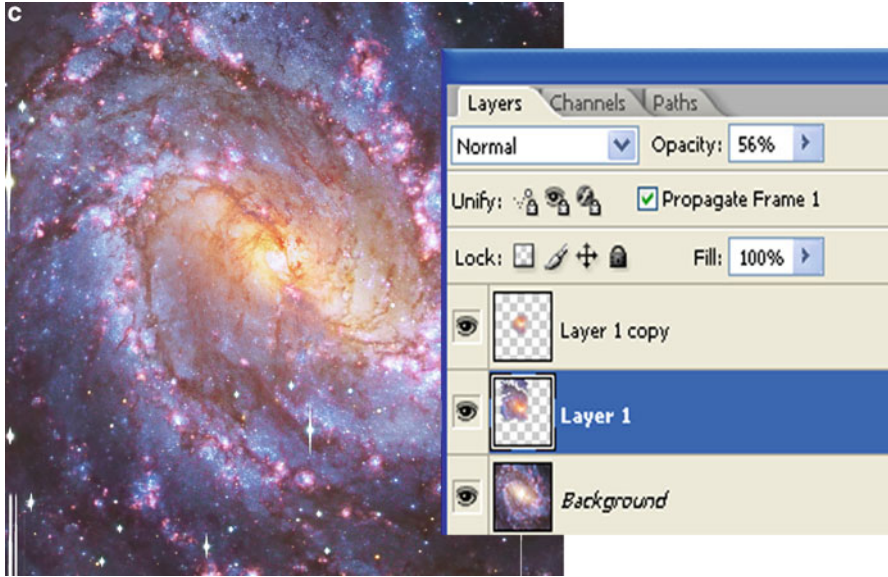 c
Layers Channels Paths
Normal Opacity: 56%
Unify: Propagate Frame 1
Lock: Fill: 100%
Layer 1 copy
Layer 1
Background